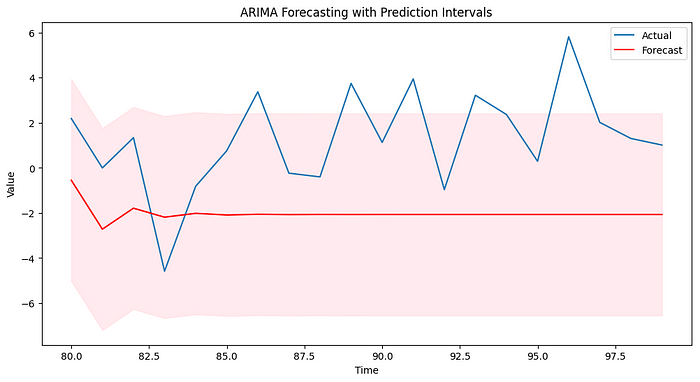 ARIMA Forecasting with Prediction Intervals
Actual
Forecast
6
4
2
0
−2
−4
−6
Value
80.0 82.5 85.0 87.5 90.0 92.5 95.0 97.5
Time